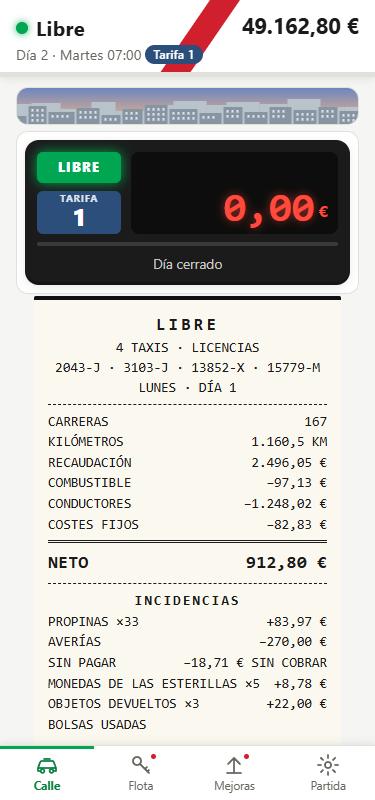 Libre
49.162,80 €
Día 2 · Martes 07:00 Tarifa 1
LIBRE
TARIFA
1
0,00 €
Día cerrado
LIBRE
4 TAXIS · LICENCIAS
2043-J · 3103-J · 13852-X · 15779-M
LUNES · DÍA 1
CARRERAS 167
KILÓMETROS 1.160,5 KM
RECAUDACIÓN 2.496,05 €
COMBUSTIBLE −97,13 €
CONDUCTORES −1.248,02 €
COSTES FIJOS −82,83 €
NETO 912,80 €
INCIDENCIAS
PROPINAS ×33 +83,97 €
AVERÍAS −270,00 €
SIN PAGAR −18,71 € SIN COBRAR
MONEDAS DE LAS ESTERILLAS ×5 +8,78 €
OBJETOS DEVUELTOS ×3 +22,00 €
BOLSAS USADAS
Calle Flota Mejoras Partida